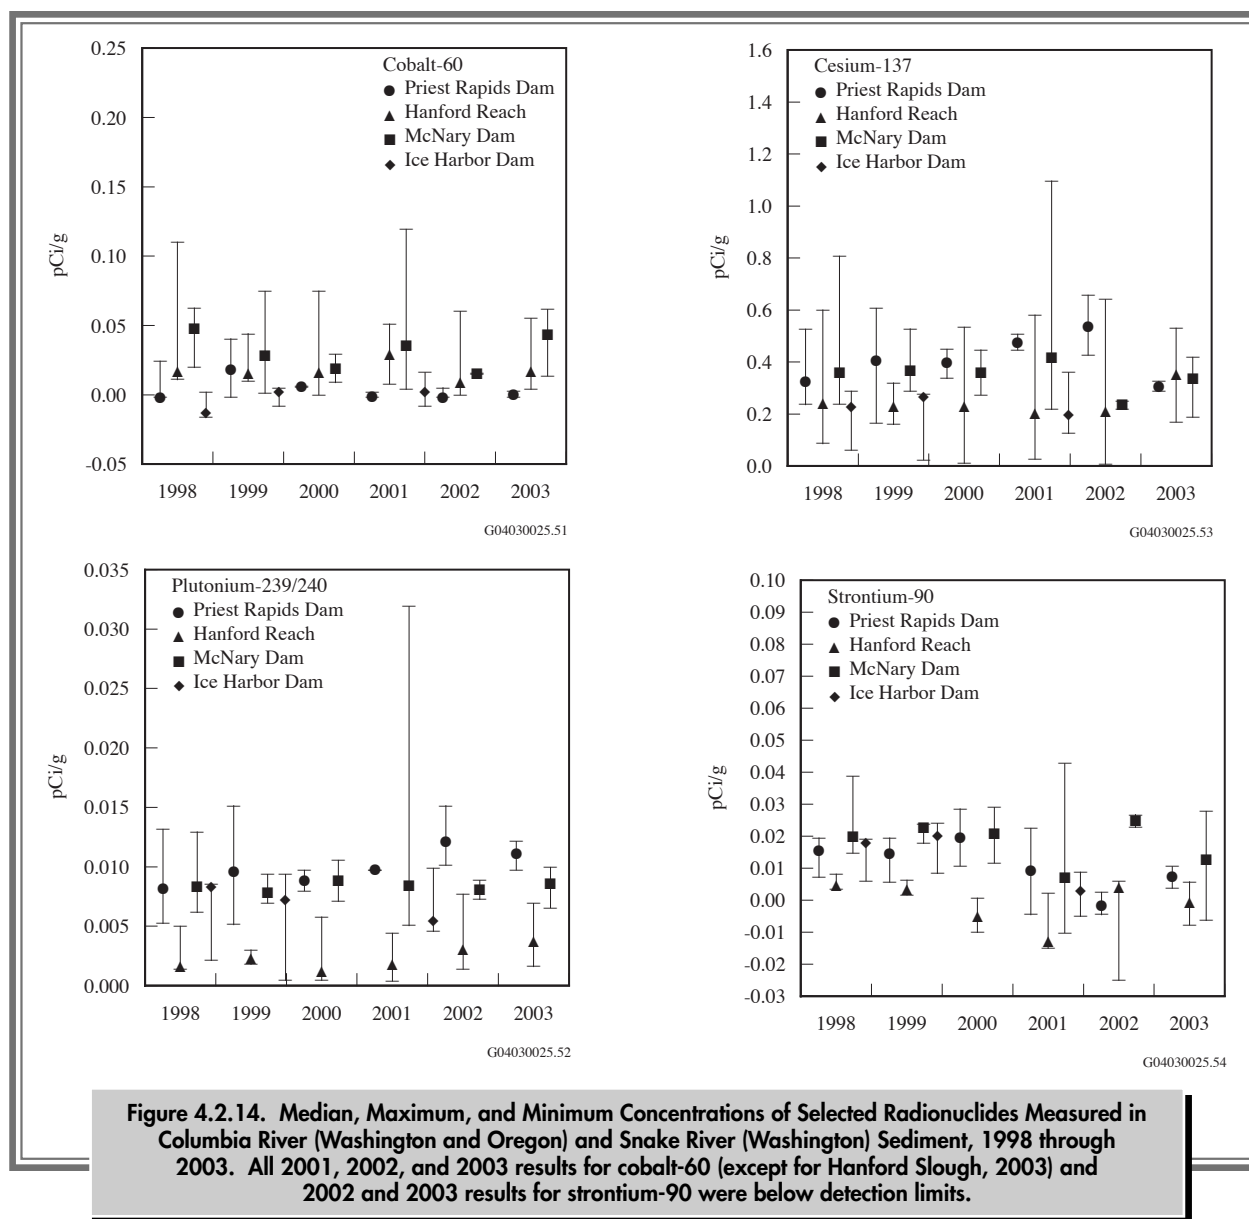 0.25
0.20
0.15
0.10
0.05
0.00
-0.05
pCi/g
Cobalt-60
Priest Rapids Dam
Hanford Reach
McNary Dam
Ice Harbor Dam
1998 1999 2000 2001 2002 2003
G04030025.51
1.6
1.4
1.2
1.0
0.8
0.6
0.4
0.2
0.0
pCi/g
Cesium-137
Priest Rapids Dam
Hanford Reach
McNary Dam
Ice Harbor Dam
1998 1999 2000 2001 2002 2003
G04030025.53
0.035
0.030
0.025
0.020
0.015
0.010
0.005
0.000
pCi/g
Plutonium-239/240
Priest Rapids Dam
Hanford Reach
McNary Dam
Ice Harbor Dam
1998 1999 2000 2001 2002 2003
G04030025.52
0.10
0.09
0.08
0.07
0.06
0.05
0.04
0.03
0.02
0.01
0.00
-0.01
-0.02
-0.03
pCi/g
Strontium-90
Priest Rapids Dam
Hanford Reach
McNary Dam
Ice Harbor Dam
1998 1999 2000 2001 2002 2003
G04030025.54
Figure 4.2.14. Median, Maximum, and Minimum Concentrations of Selected Radionuclides Measured in
Columbia River (Washington and Oregon) and Snake River (Washington) Sediment, 1998 through
2003. All 2001, 2002, and 2003 results for cobalt-60 (except for Hanford Slough, 2003) and
2002 and 2003 results for strontium-90 were below detection limits.